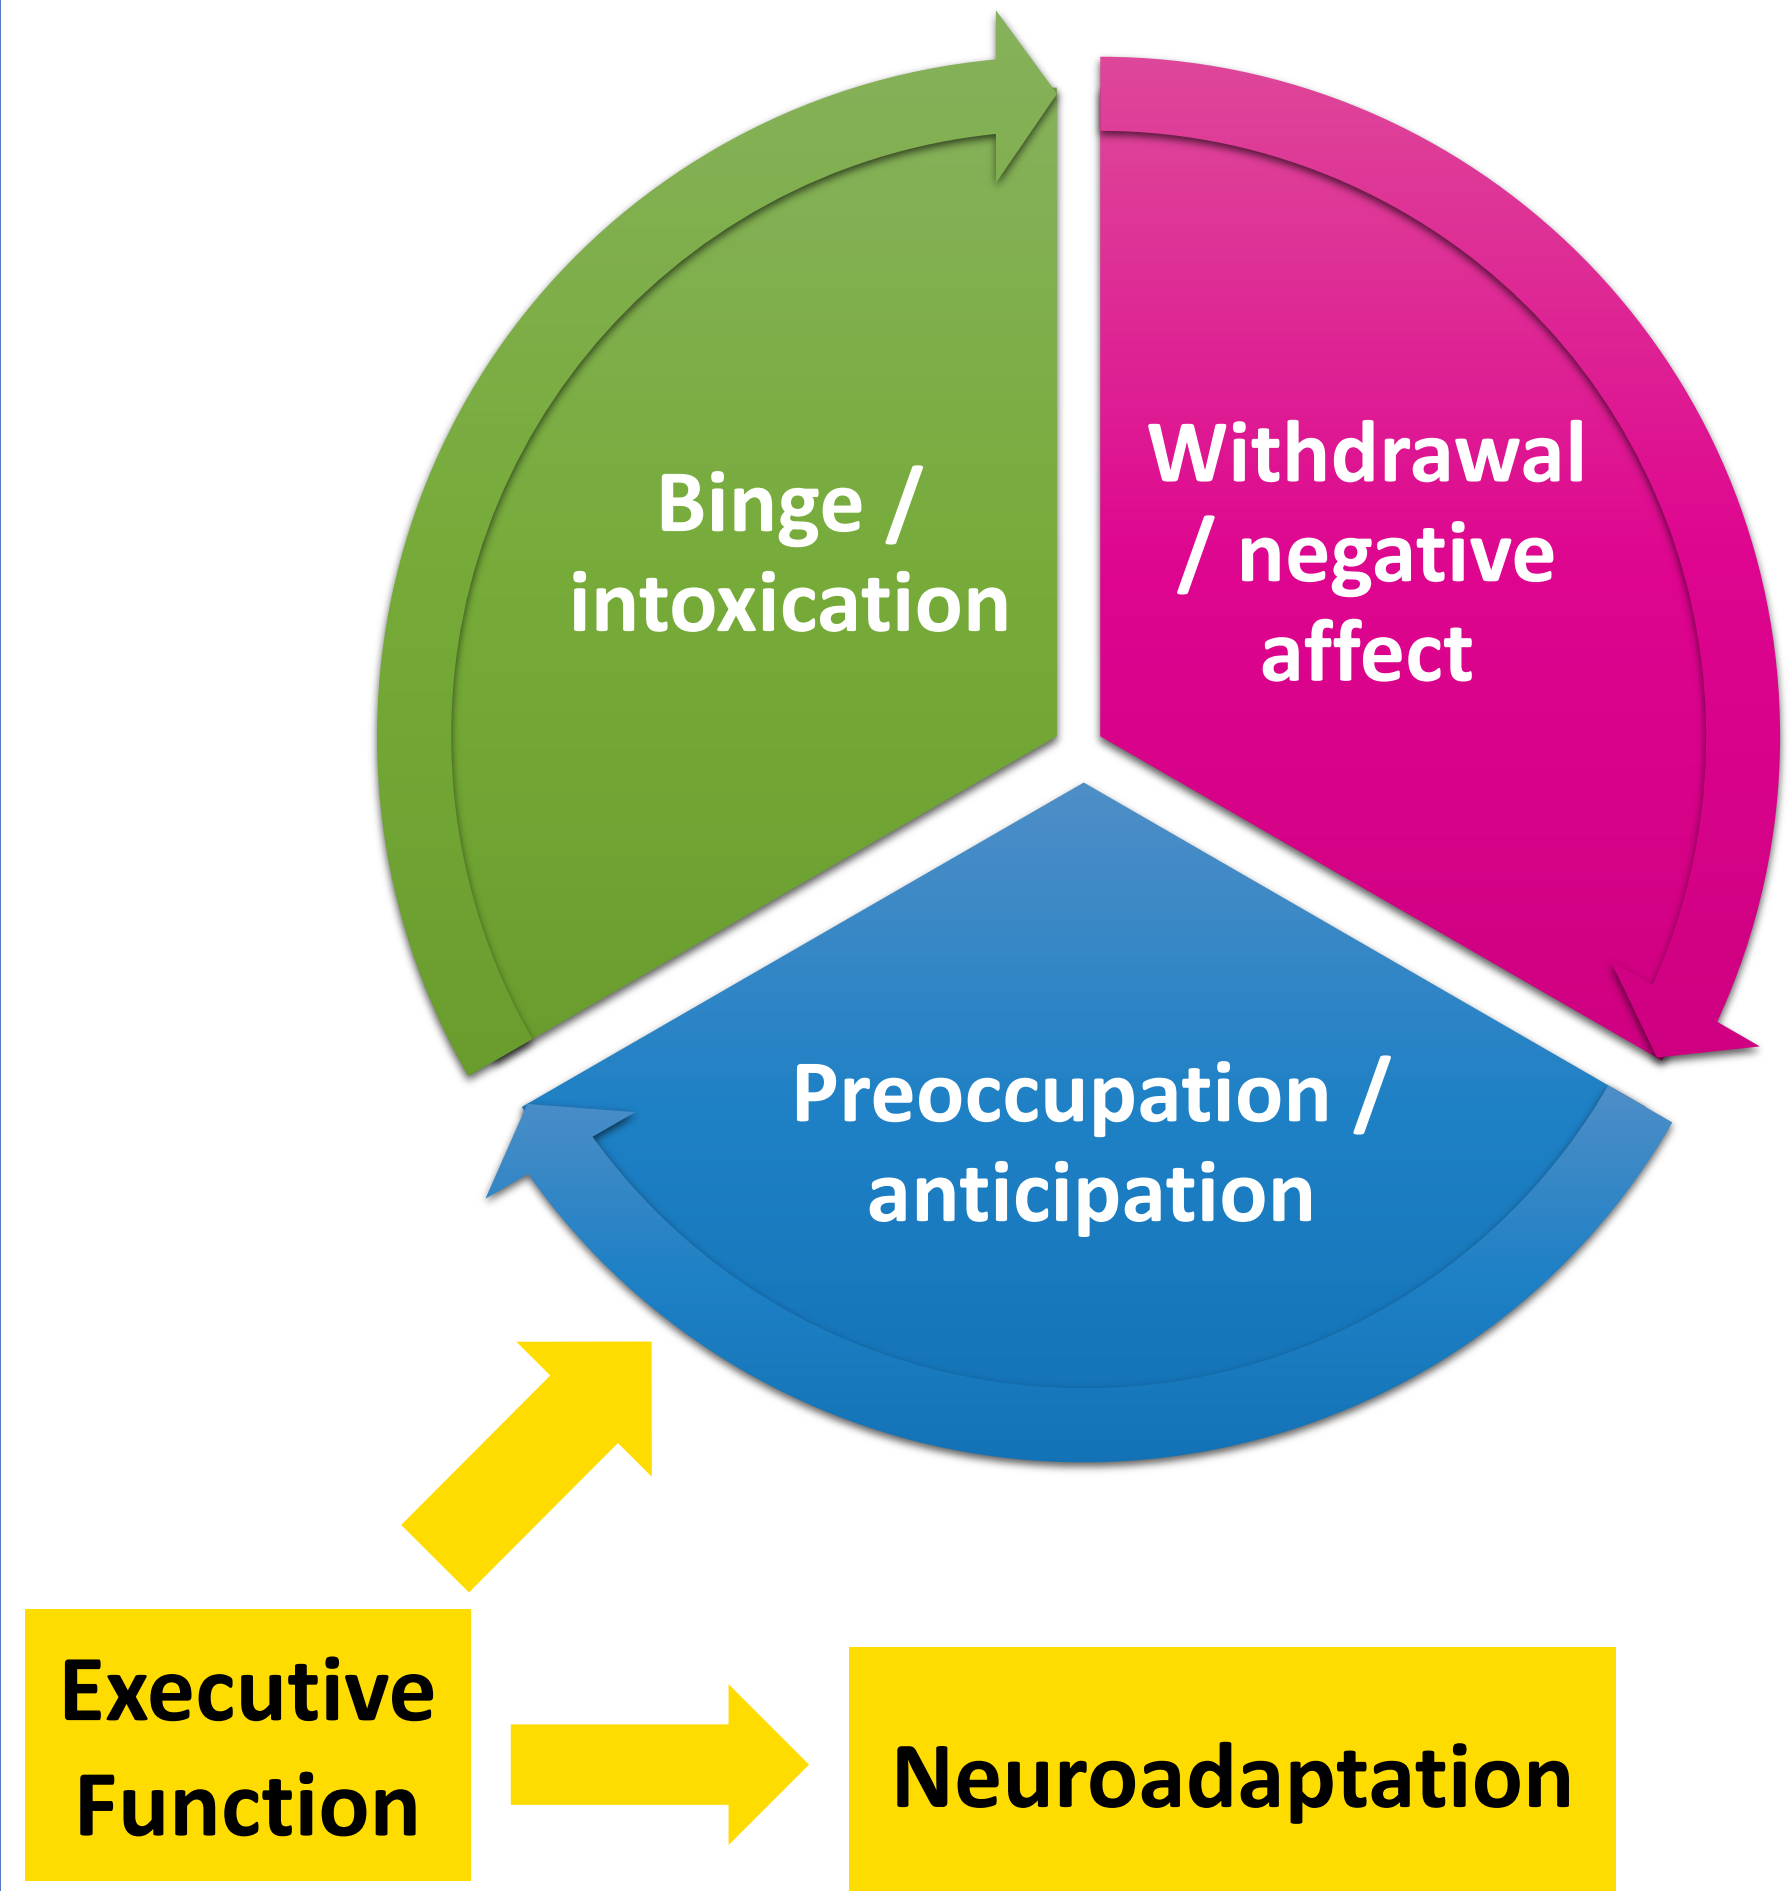 Binge /
intoxication
Withdrawal
/ negative
affect
Preoccupation /
anticipation
Executive
Function
Neuroadaptation